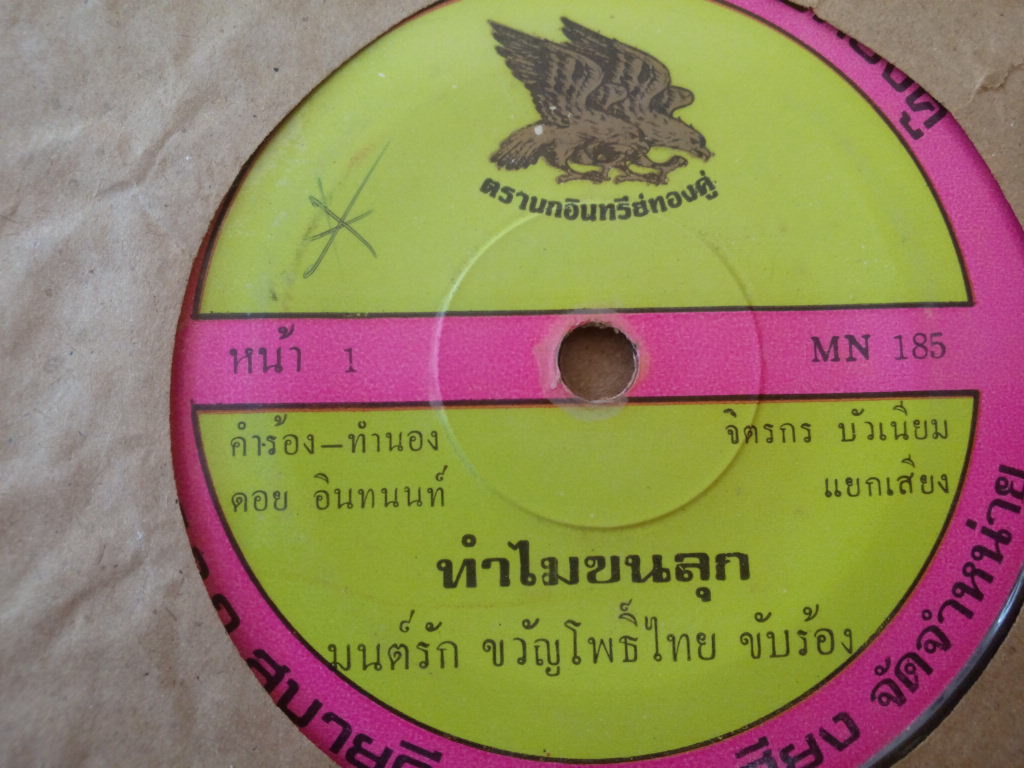 ตรานกอินทรีย์ทองคู่
หน้า 1
MN 185
คำร้อง-ทำนอง
ดอย อินทนนท์
จิตรกร บัวเนียม
แยกเสียง
ทำไมขนลุก
มนต์รัก ขวัญโพธิ์ไทย ขับร้อง
จัดจำหน่าย